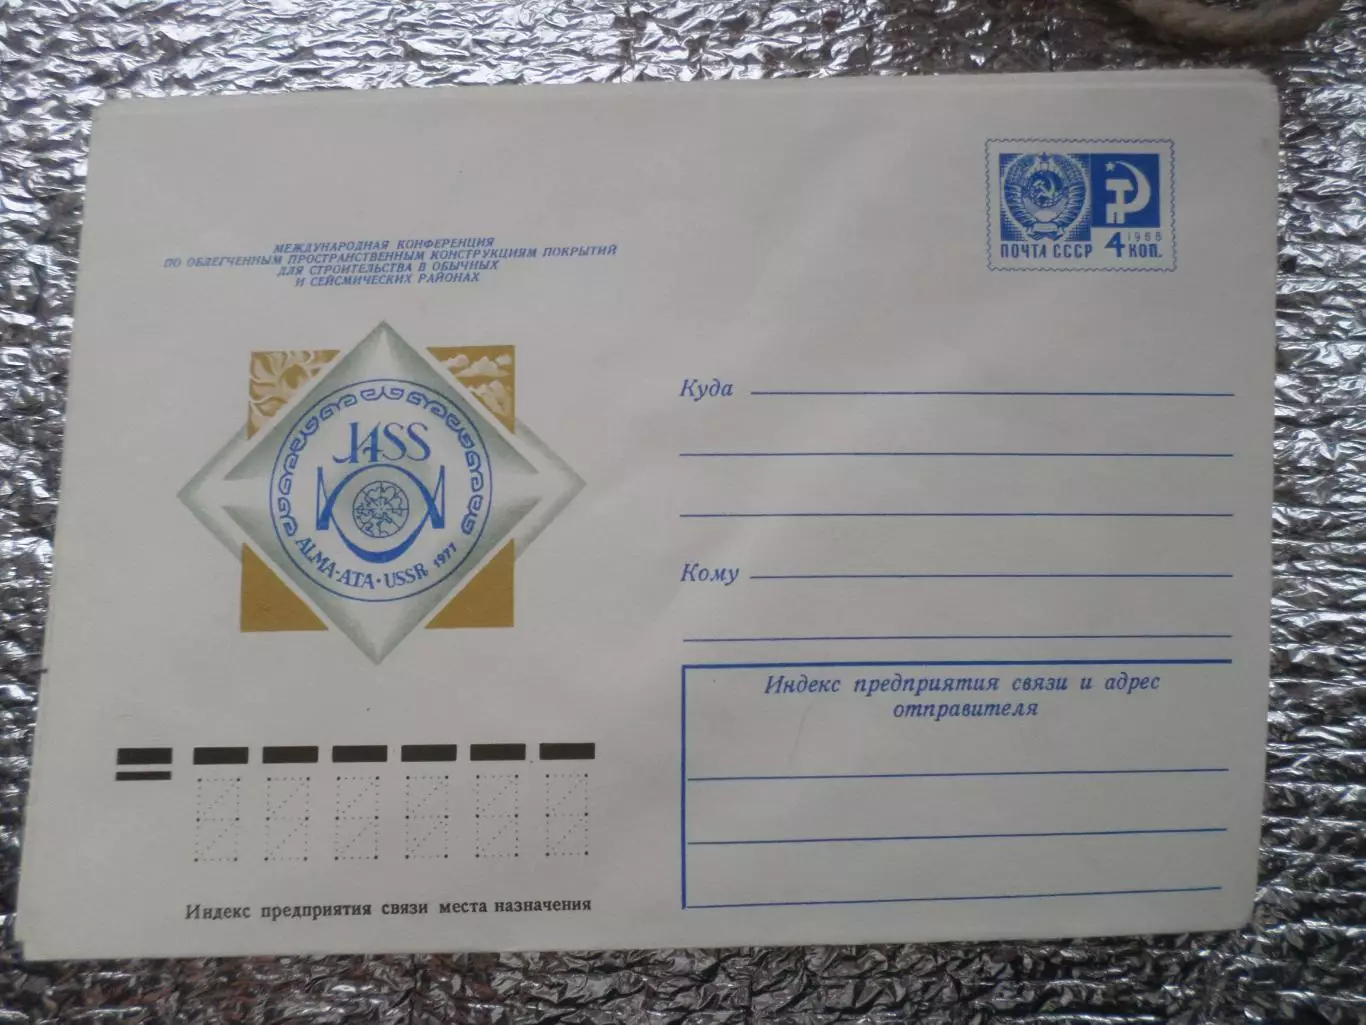 МЕЖДУНАРОДНАЯ КОНФЕРЕНЦИЯ
ПО ОБЛЕГЧЕННЫМ ПРОСТРАНСТВЕННЫМ КОНСТРУКЦИЯМ ПОКРЫТИЙ
ДЛЯ СТРОИТЕЛЬСТВА В ОБЫЧНЫХ
И СЕЙСМИЧЕСКИХ РАЙОНАХ
IASS
ALMA-ATA·USSR 1977
ПОЧТА СССР 4 КОП.
1966
Куда
Кому
Индекс предприятия связи и адрес
отправителя
Индекс предприятия связи места назначения